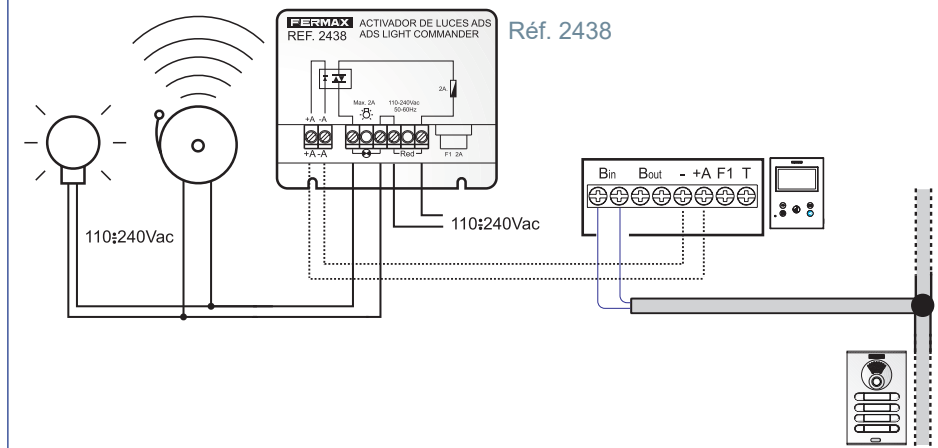 FERMAX ACTIVADOR DE LUCES ADS
REF. 2438 ADS LIGHT COMMANDER
Réf. 2438
2A.
Max. 2A 110-240Vac
50-60Hz
+A -A
+A -A Red F1 2A
Bin Bout - +A F1 T
110:240Vac
110:240Vac